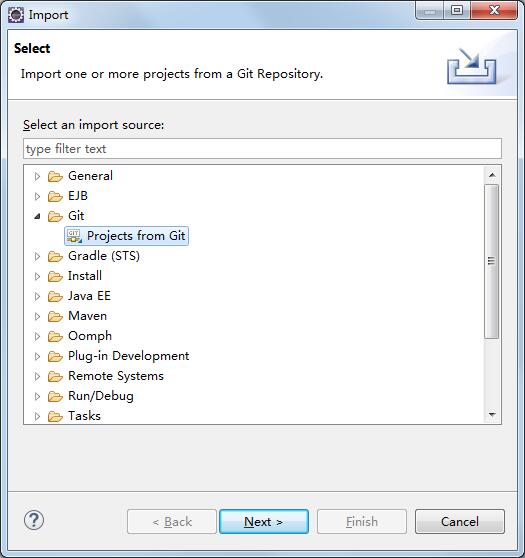 Import
Select
Import one or more projects from a Git Repository.
Select an import source:
type filter text
General
EJB
Git
Projects from Git
Gradle (STS)
Install
Java EE
Maven
Oomph
Plug-in Development
Remote Systems
Run/Debug
Tasks
< Back
Next >
Finish
Cancel